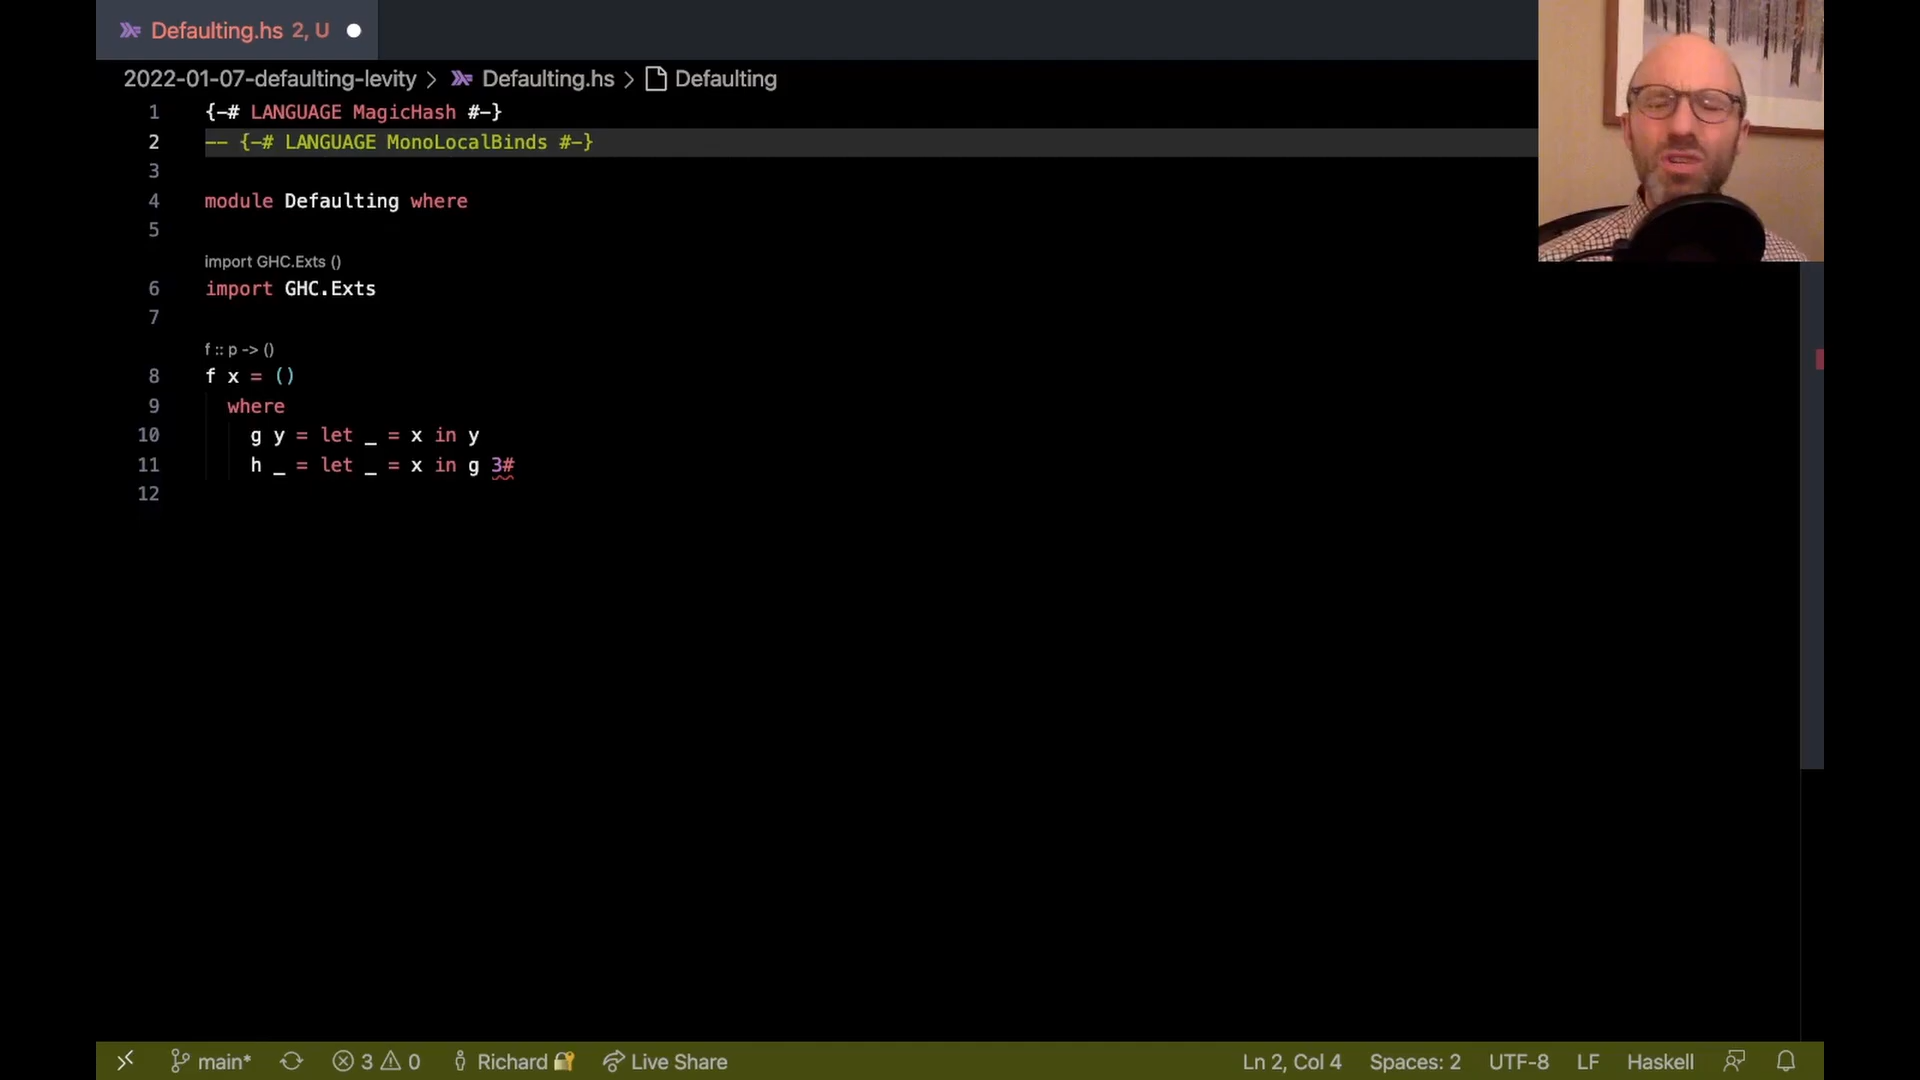 Defaulting.hs 2, U
2022-01-07-defaulting-levity > Defaulting.hs > Defaulting
1 {-# LANGUAGE MagicHash #-}
2 -- {-# LANGUAGE MonoLocalBinds #-}
3
4 module Defaulting where
5
import GHC.Exts ()
6 import GHC.Exts
7
f :: p -> ()
8 f x = ()
9 where
10 g y = let _ = x in y
11 h _ = let _ = x in g 3#
12
main* 3 0 Richard Live Share Ln 2, Col 4 Spaces: 2 UTF-8 LF Haskell